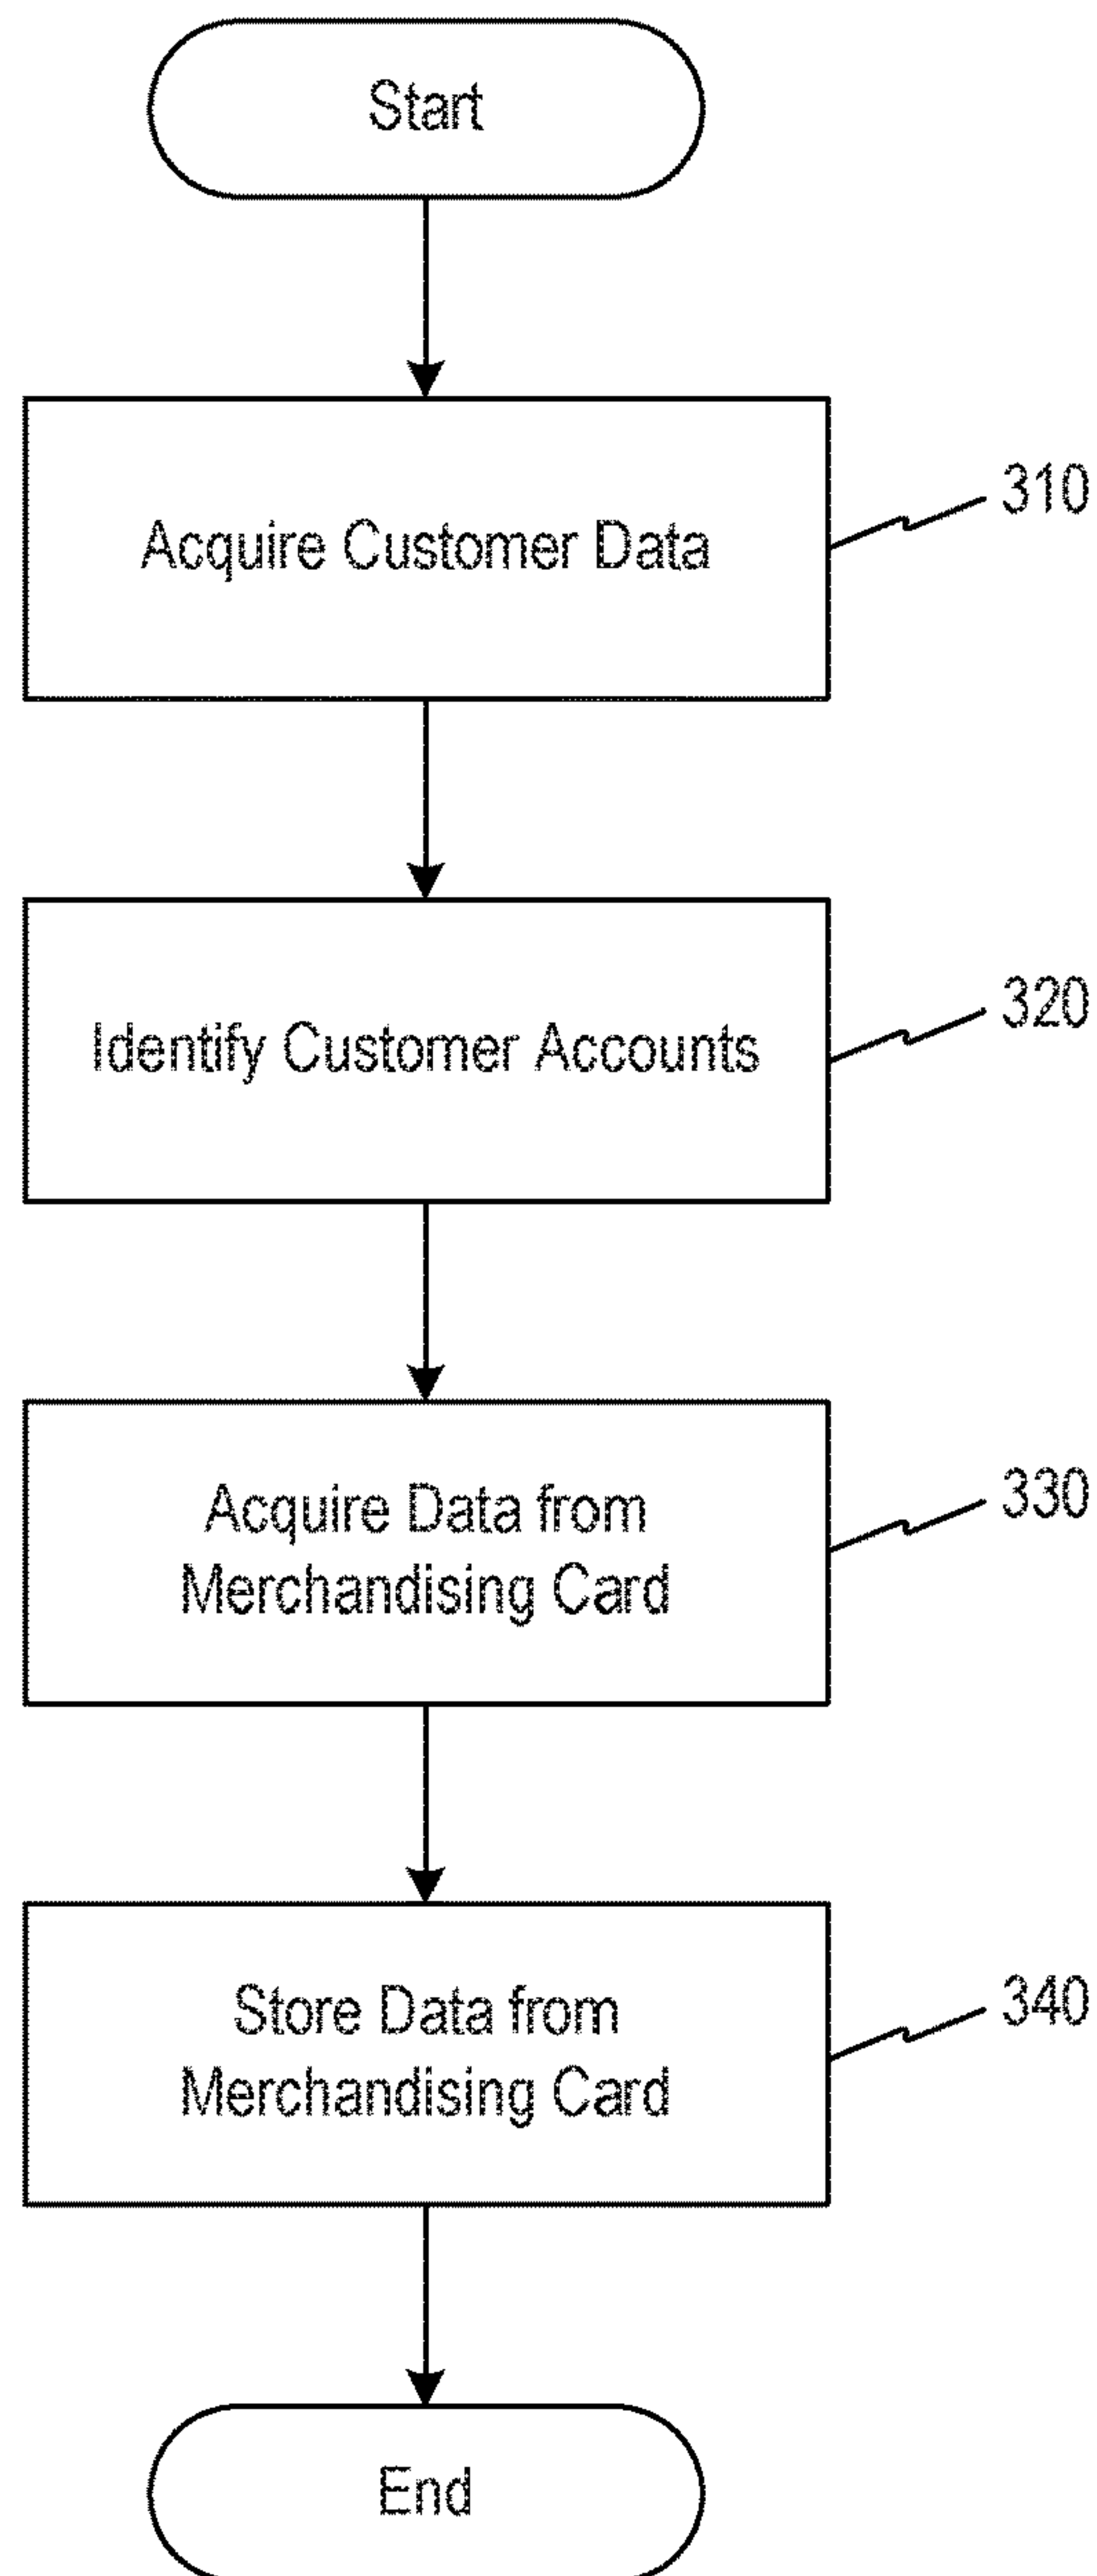 Start
Acquire Customer Data
310
Identify Customer Accounts
320
Acquire Data from
Merchandising Card
330
Store Data from
Merchandising Card
340
End